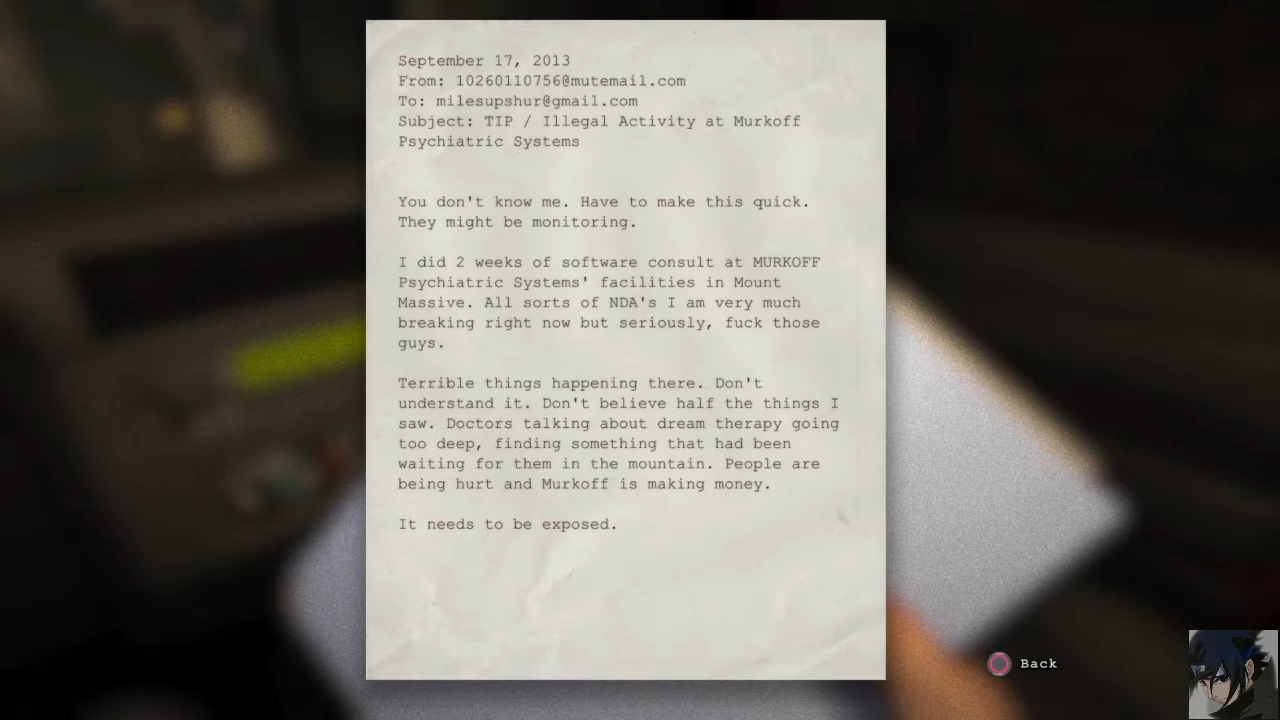 September 17, 2013
From: 10260110756@mutemail.com
To: milesupshur@gmail.com
Subject: TIP / Illegal Activity at Murkoff
Psychiatric Systems
You don't know me. Have to make this quick.
They might be monitoring.
I did 2 weeks of software consult at MURKOFF
Psychiatric Systems' facilities in Mount
Massive. All sorts of NDA's I am very much
breaking right now but seriously, fuck those
guys.
Terrible things happening there. Don't
understand it. Don't believe half the things I
saw. Doctors talking about dream therapy going
too deep, finding something that had been
waiting for them in the mountain. People are
being hurt and Murkoff is making money.
It needs to be exposed.
Back